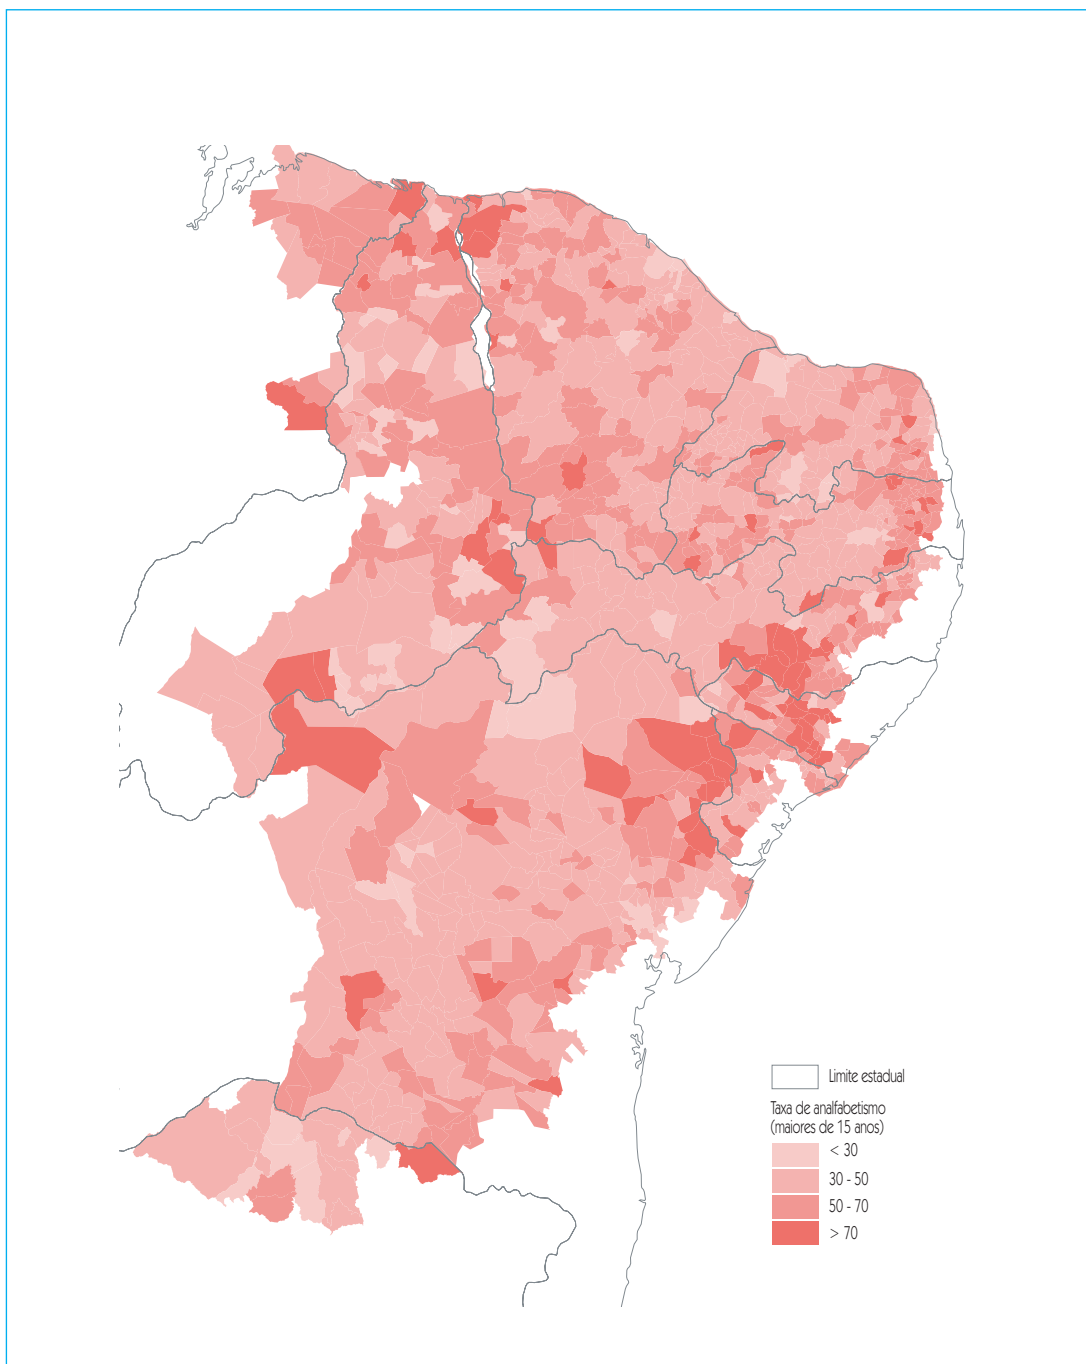 Limite estadual
Taxa de analfabetismo
(maiores de 15 anos)
< 30
30 - 50
50 - 70
> 70